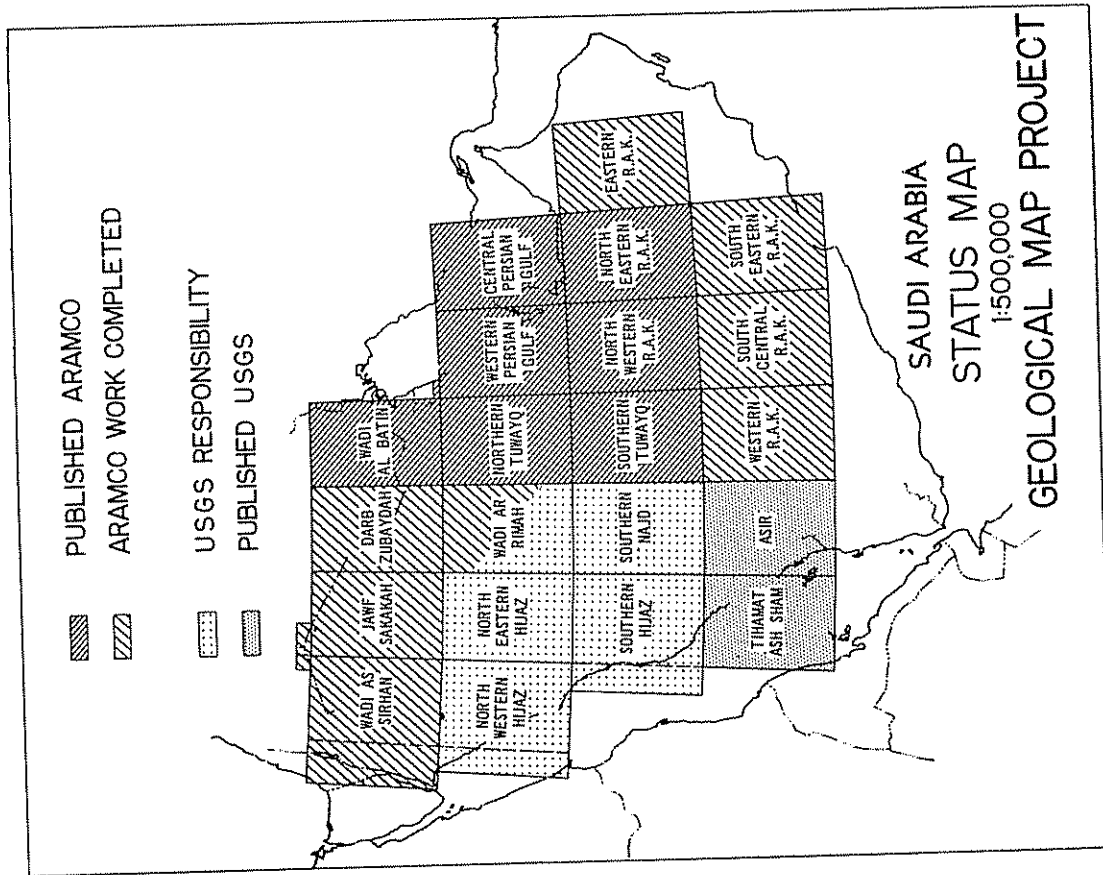 PUBLISHED ARAMCO
ARAMCO WORK COMPLETED
USGS RESPONSIBILITY
PUBLISHED USGS
WADI AS
SIRHAN
JAWF
SAKAKAH
DARB
ZUBAYDAH
WADI
AL BATIN
NORTH
WESTERN
HIJAZ
NORTH
EASTERN
HIJAZ
WADI AR
RIMAH
NORTHERN
TUWAYQ
WESTERN
PERSIAN
GULF
CENTRAL
PERSIAN
GULF
SOUTHERN
HIJAZ
SOUTHERN
NAJD
SOUTHERN
TUWAYQ
NORTH
WESTERN
R.A.K.
NORTH
EASTERN
R.A.K.
EASTERN
R.A.K.
TIHAMAT
ASH SHAM
ASIR
WESTERN
R.A.K.
SOUTH
CENTRAL
R.A.K.
SOUTH
EASTERN
R.A.K.
SAUDI ARABIA
STATUS MAP
1:500,000
GEOLOGICAL MAP PROJECT